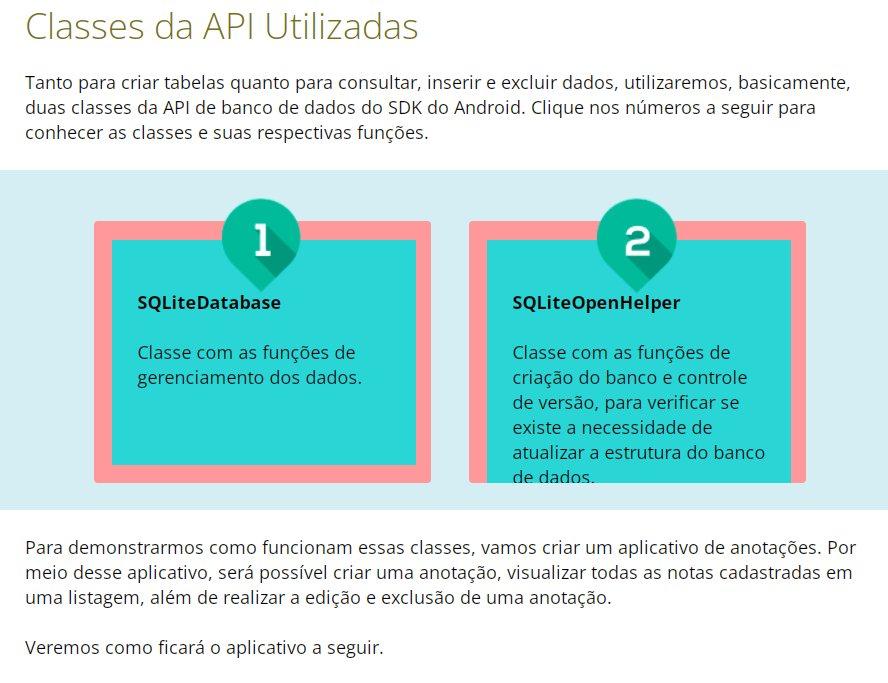 Classes da API Utilizadas
Tanto para criar tabelas quanto para consultar, inserir e excluir dados, utilizaremos, basicamente,
duas classes da API de banco de dados do SDK do Android. Clique nos números a seguir para
conhecer as classes e suas respectivas funções.
1
SQLiteDatabase
Classe com as funções de
gerenciamento dos dados.
2
SQLiteOpenHelper
Classe com as funções de
criação do banco e controle
de versão, para verificar se
existe a necessidade de
atualizar a estrutura do banco
de dados.
Para demonstrarmos como funcionam essas classes, vamos criar um aplicativo de anotações. Por
meio desse aplicativo, será possível criar uma anotação, visualizar todas as notas cadastradas em
uma listagem, além de realizar a edição e exclusão de uma anotação.
Veremos como ficará o aplicativo a seguir.